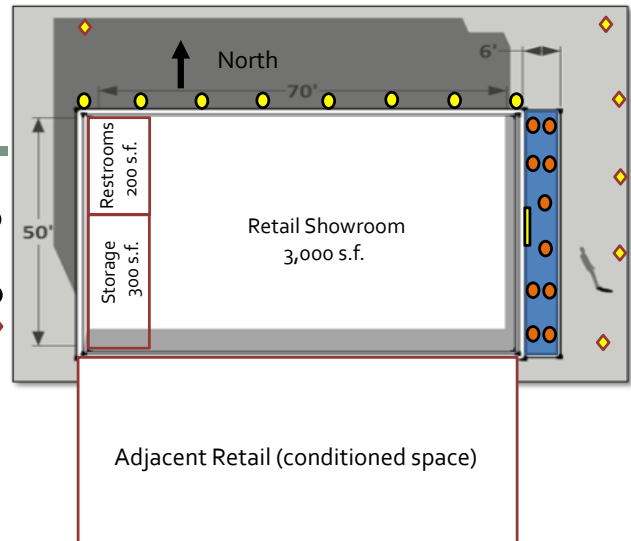 North
6'
70'
Restrooms
200 s.f.
50'
Retail Showroom
3,000 s.f.
Storage
300 s.f.
Adjacent Retail (conditioned space)